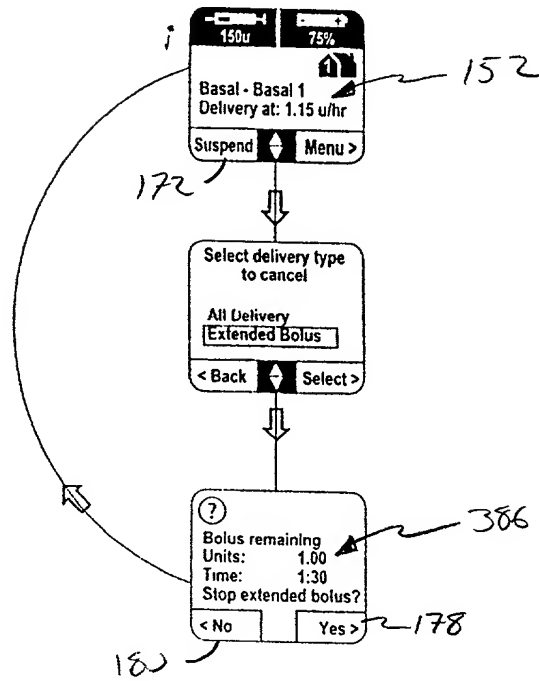 150u 75%
1
Basal - Basal 1
Delivery at: 1.15 u/hr
Suspend Menu >
152
172
Select delivery type
to cancel
All Delivery
Extended Bolus
< Back Select >
?
Bolus remaining
Units: 1.00
Time: 1:30
Stop extended bolus?
< No Yes >
386
178
180